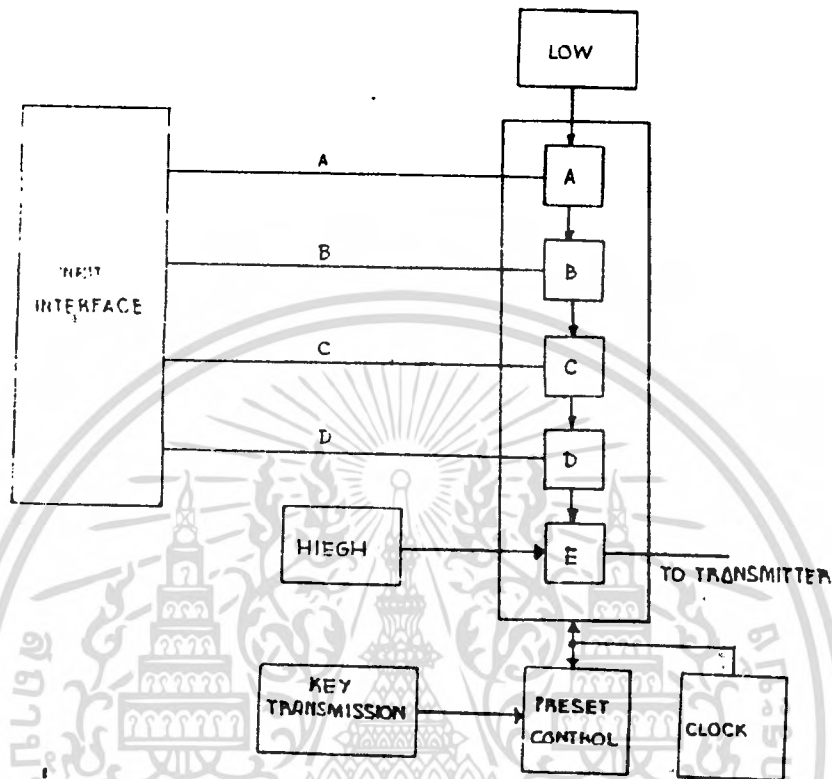 LOW
A
A
B
B
INTERFACE
C
C
D
D
HIEGH
E
TO TRANSMITTER
KEY
TRANSMISSION
PRESET
CONTROL
CLOCK